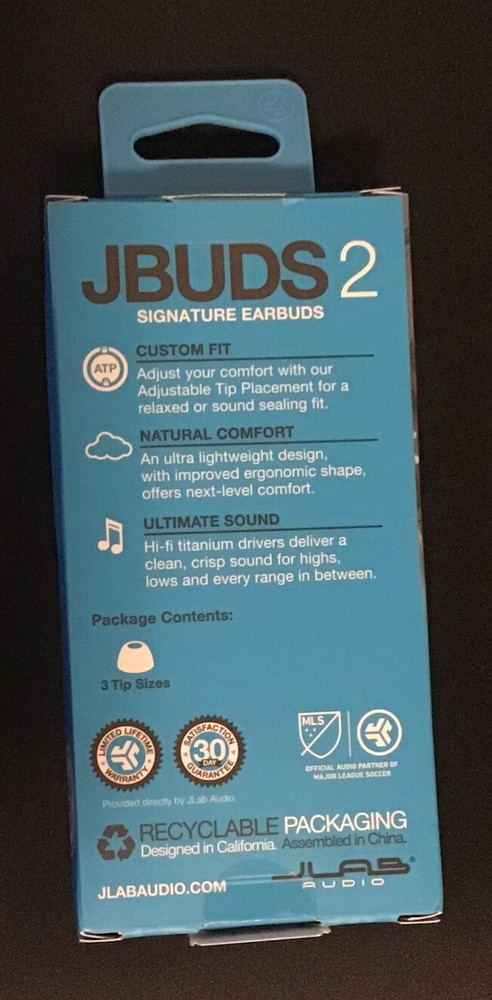 JBUDS 2
SIGNATURE EARBUDS
CUSTOM FIT
ATP
Adjust your comfort with our
Adjustable Tip Placement for a
relaxed or sound sealing fit.
NATURAL COMFORT
An ultra lightweight design,
with improved ergonomic shape,
offers next-level comfort.
ULTIMATE SOUND
Hi-fi titanium drivers deliver a
clean, crisp sound for highs,
lows and every range in between.
Package Contents:
3 Tip Sizes
LIMITED LIFETIME
WARRANTY
SATISFACTION
30
DAY
GUARANTEE
MLS
OFFICIAL AUDIO PARTNER OF
MAJOR LEAGUE SOCCER
Provided directly by JLab Audio.
RECYCLABLE PACKAGING
Designed in California. Assembled in China.
JLABAUDIO.COM
JLAB®
AUDIO